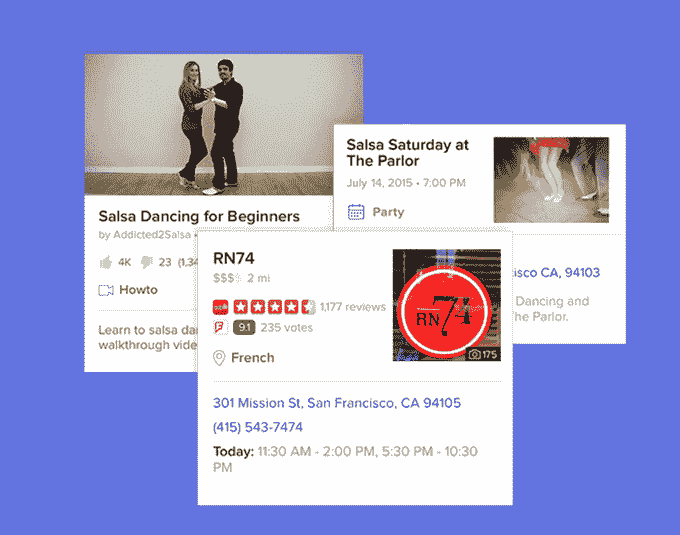 Salsa Dancing for Beginners
by Addicted2Salsa
4K 23 (1,34
Howto
Learn to salsa dan
walkthrough vide
Salsa Saturday at
The Parlor
July 14, 2015 • 7:00 PM
Party
cisco CA, 94103
Dancing and
The Parlor.
RN74
$$$ 2 mi
1,177 reviews
9.1 235 votes
French
RN74
175
301 Mission St, San Francisco, CA 94105
(415) 543-7474
Today: 11:30 AM - 2:00 PM, 5:30 PM - 10:30
PM